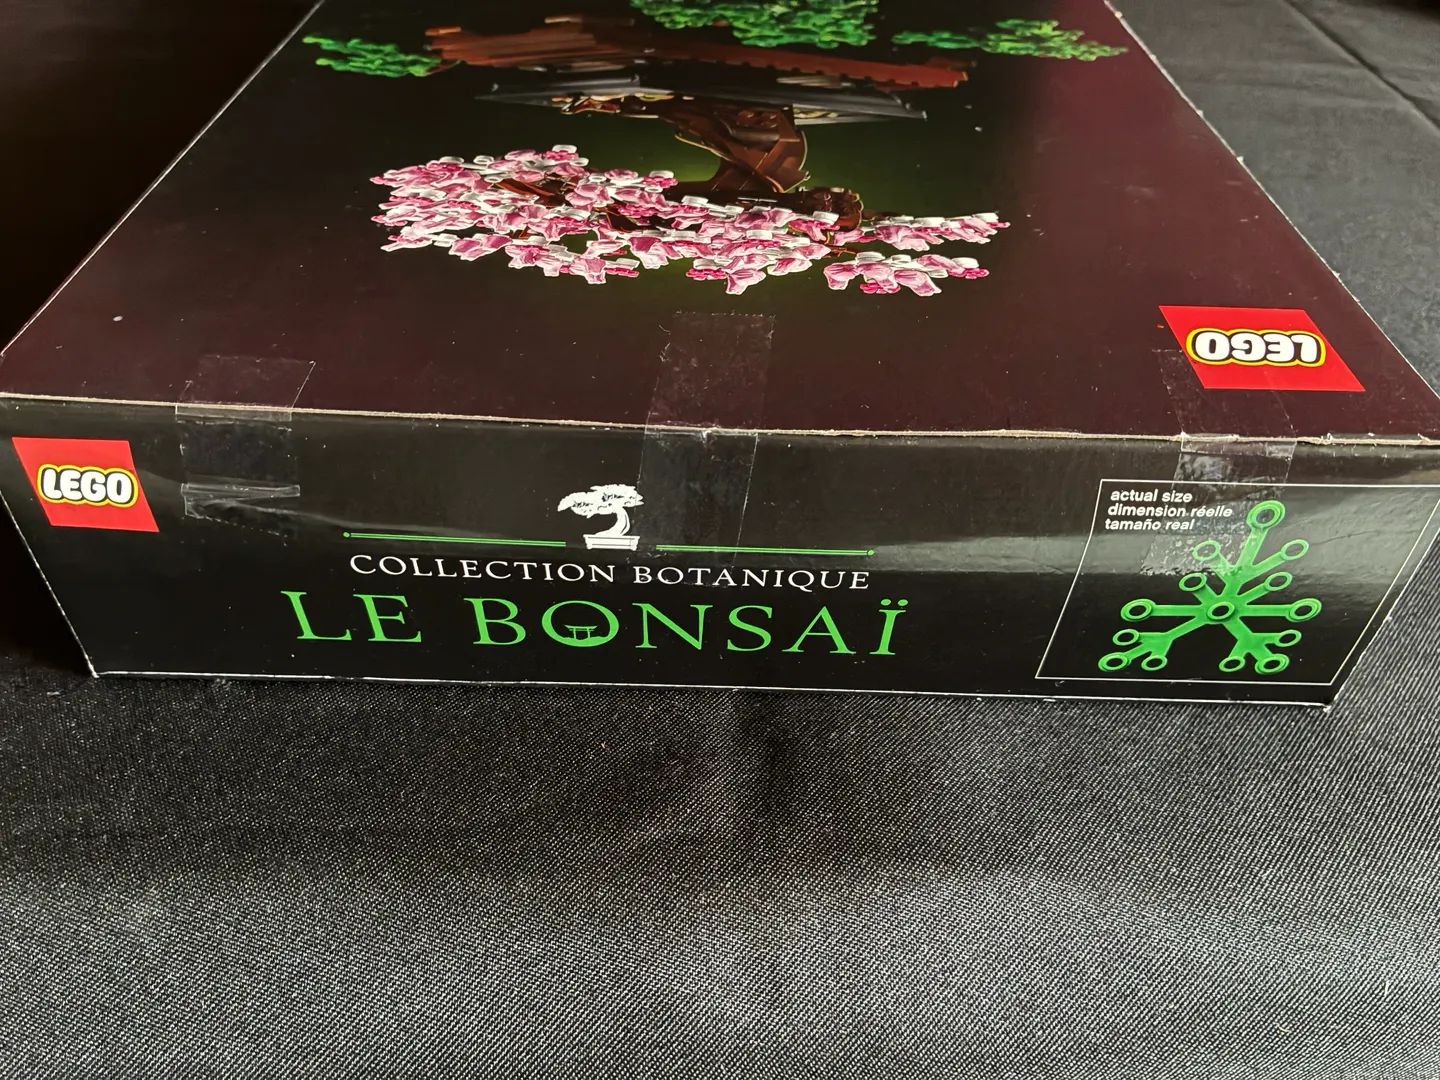 LEGO
LEGO
COLLECTION BOTANIQUE
LE BONSAÏ
actual size
dimension réelle
tamaño real